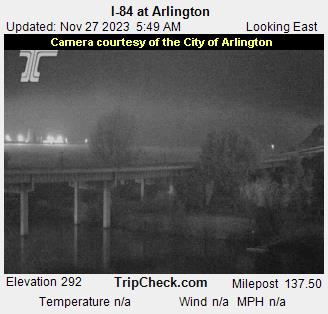 I-84 at Arlington
Updated: Nov 27 2023 5:49 AM Looking East
Camera courtesy of the City of Arlington
Elevation 292 TripCheck.com Milepost 137.50
Temperature n/a Wind n/a MPH n/a